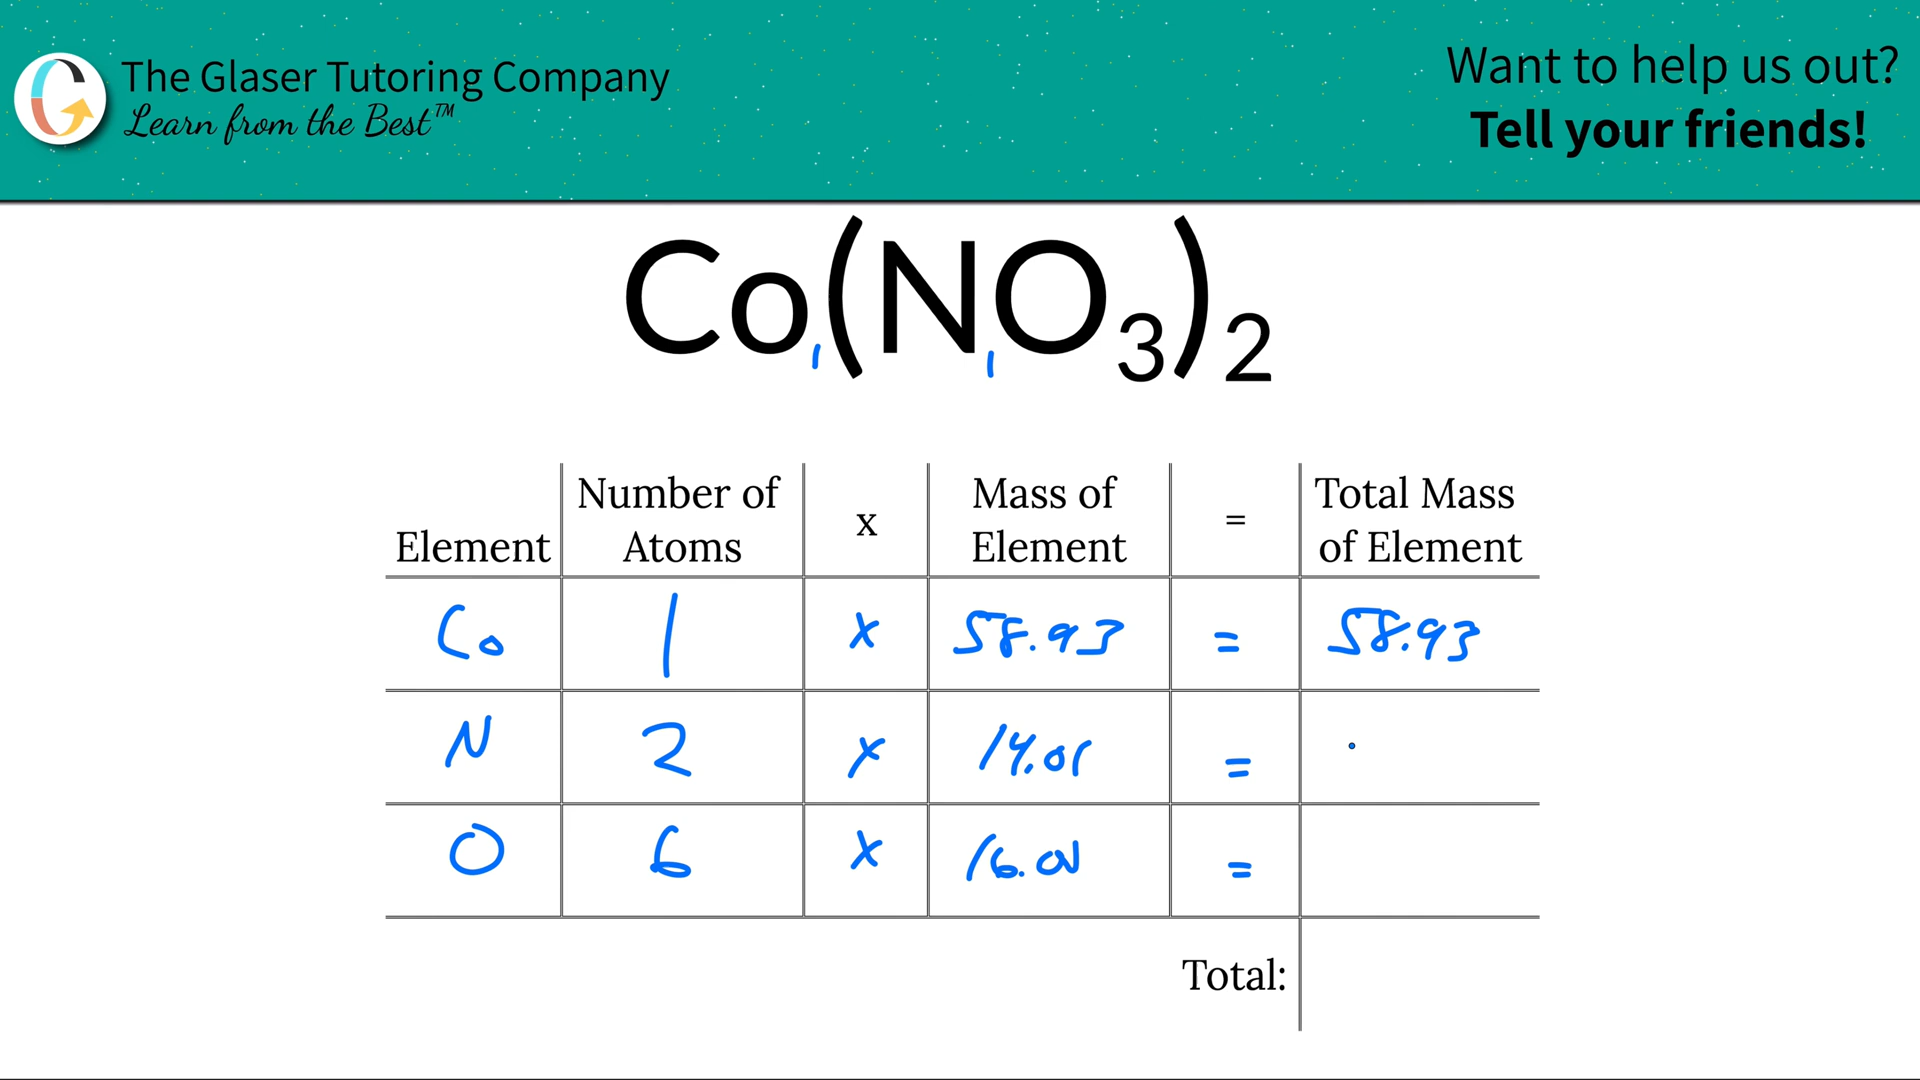 The Glaser Tutoring Company
Learn from the Best™
Want to help us out?
Tell your friends!
Co₁(N₁O₃)₂
Element | Number of Atoms | x | Mass of Element | = | Total Mass of Element
Co | 1 | x | 58.93 | = | 58.93
N | 2 | x | 14.01 | =
O | 6 | x | 16.00 | =
Total: